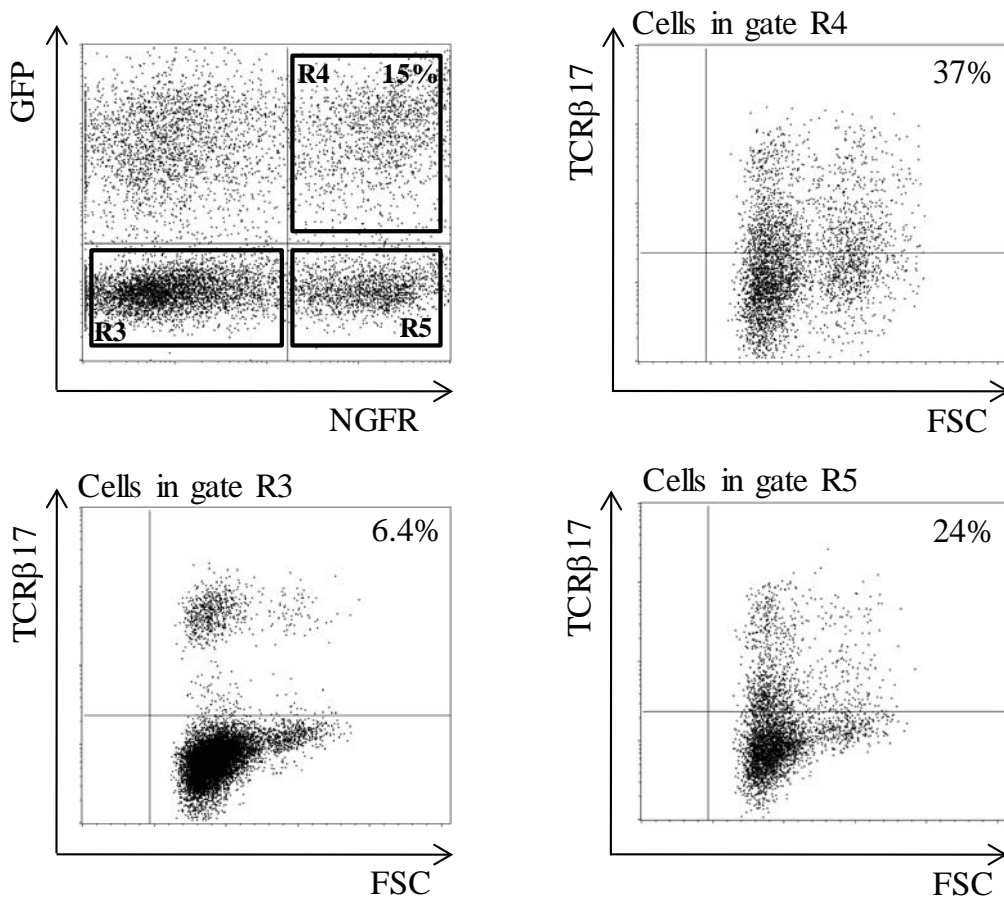 GFP
R4 15%
R3
R5
NGFR
Cells in gate R4
TCRβ17
37%
FSC
Cells in gate R3
TCRβ17
6.4%
FSC
Cells in gate R5
TCRβ17
24%
FSC